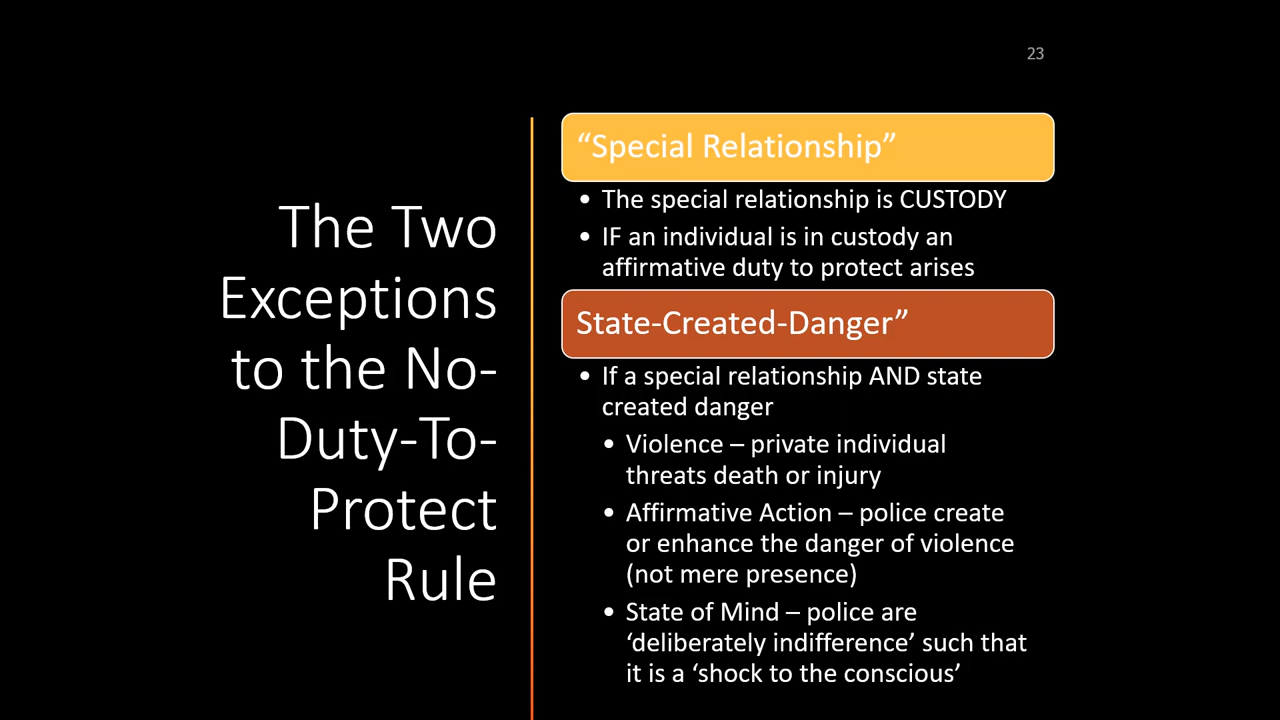 23
The Two
Exceptions
to the No-
Duty-To-
Protect
Rule
“Special Relationship”
• The special relationship is CUSTODY
• IF an individual is in custody an
affirmative duty to protect arises
State-Created-Danger”
• If a special relationship AND state
created danger
• Violence – private individual
threats death or injury
• Affirmative Action – police create
or enhance the danger of violence
(not mere presence)
• State of Mind – police are
‘deliberately indifference’ such that
it is a ‘shock to the conscious’